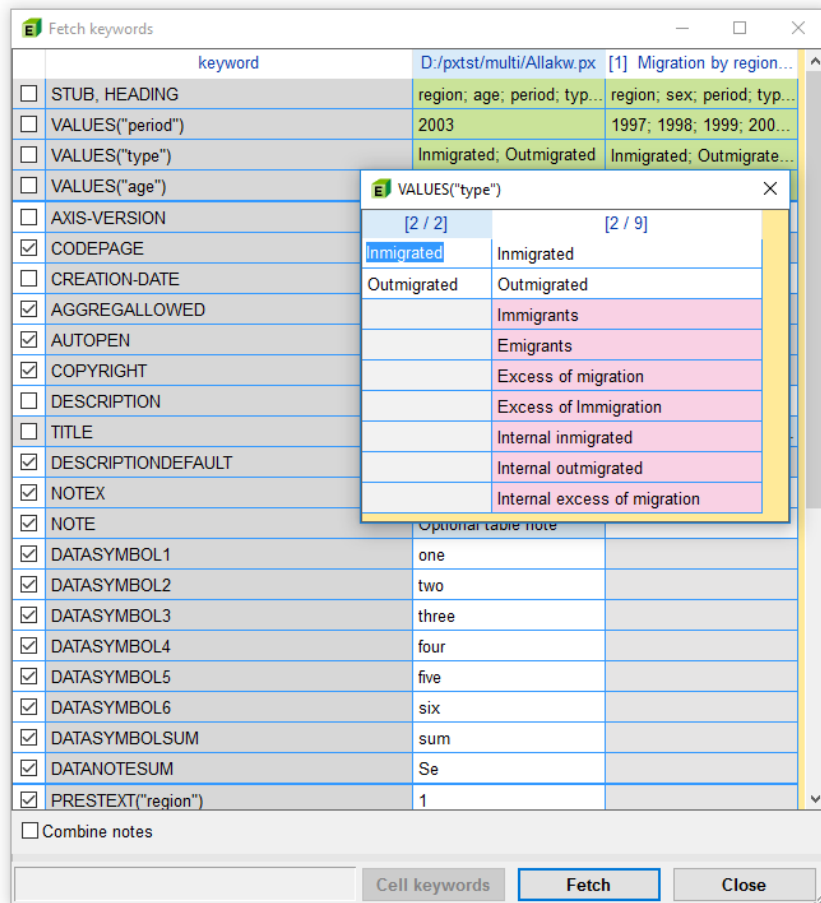 Fetch keywords
keyword D:/pxtst/multi/Allakw.px [1] Migration by region...
STUB, HEADING region; age; period; typ... region; sex; period; typ...
VALUES("period") 2003 1997; 1998; 1999; 200...
VALUES("type") Inmigrated; Outmigrated Inmigrated; Outmigrate...
VALUES("age")
AXIS-VERSION
CODEPAGE
CREATION-DATE
AGGREGALLOWED
AUTOPEN
COPYRIGHT
DESCRIPTION
TITLE
DESCRIPTIONDEFAULT
NOTEX
NOTE Optional table note
DATASYMBOL1 one
DATASYMBOL2 two
DATASYMBOL3 three
DATASYMBOL4 four
DATASYMBOL5 five
DATASYMBOL6 six
DATASYMBOLSUM sum
DATANOTESUM Se
PRESTEXT("region") 1
VALUES("type")
[2 / 2] [2 / 9]
Inmigrated Inmigrated
Outmigrated Outmigrated
Immigrants
Emigrants
Excess of migration
Excess of Immigration
Internal inmigrated
Internal outmigrated
Internal excess of migration
Combine notes
Cell keywords Fetch Close